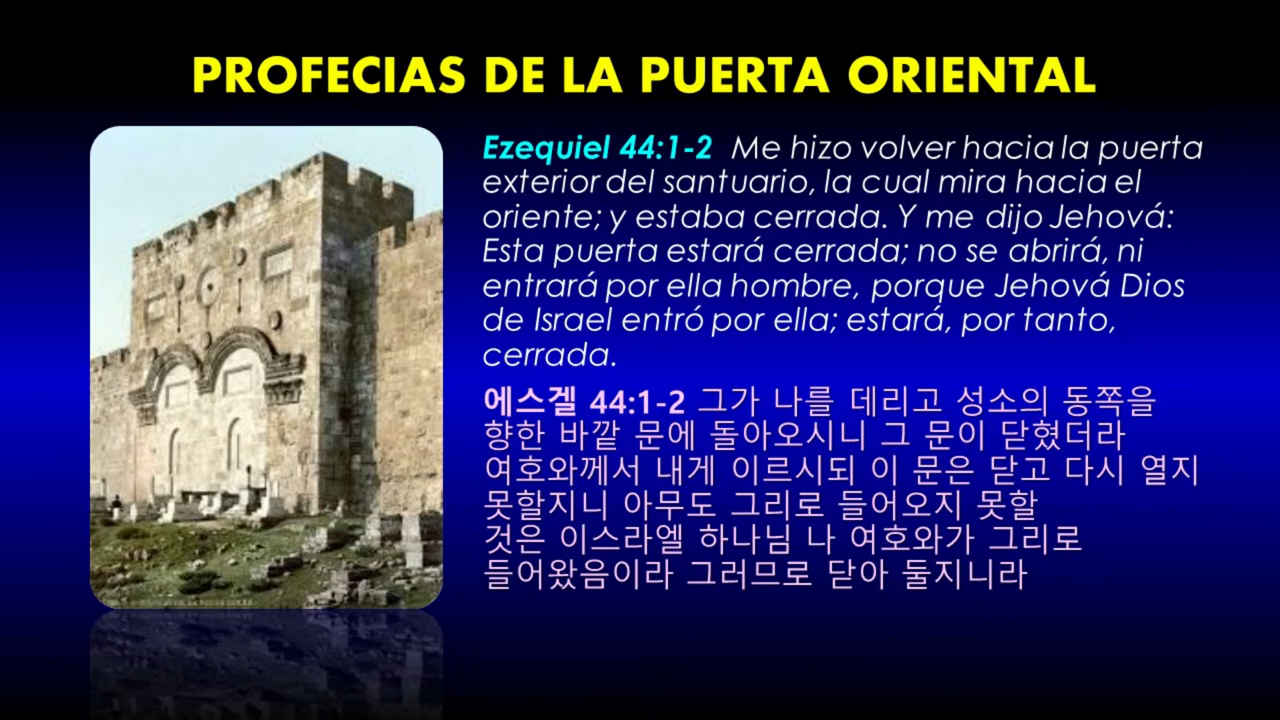 PROFECIAS DE LA PUERTA ORIENTAL
Ezequiel 44:1-2 Me hizo volver hacia la puerta
exterior del santuario, la cual mira hacia el
oriente; y estaba cerrada. Y me dijo Jehová:
Esta puerta estará cerrada; no se abrirá, ni
entrará por ella hombre, porque Jehová Dios
de Israel entró por ella; estará, por tanto,
cerrada.
에스겔 44:1-2 그가 나를 데리고 성소의 동쪽을
향한 바깥 문에 돌아오시니 그 문이 닫혔더라
여호와께서 내게 이르시되 이 문은 닫고 다시 열지
못할지니 아무도 그리로 들어오지 못할
것은 이스라엘 하나님 나 여호와가 그리로
들어왔음이라 그러므로 닫아 둘지니라